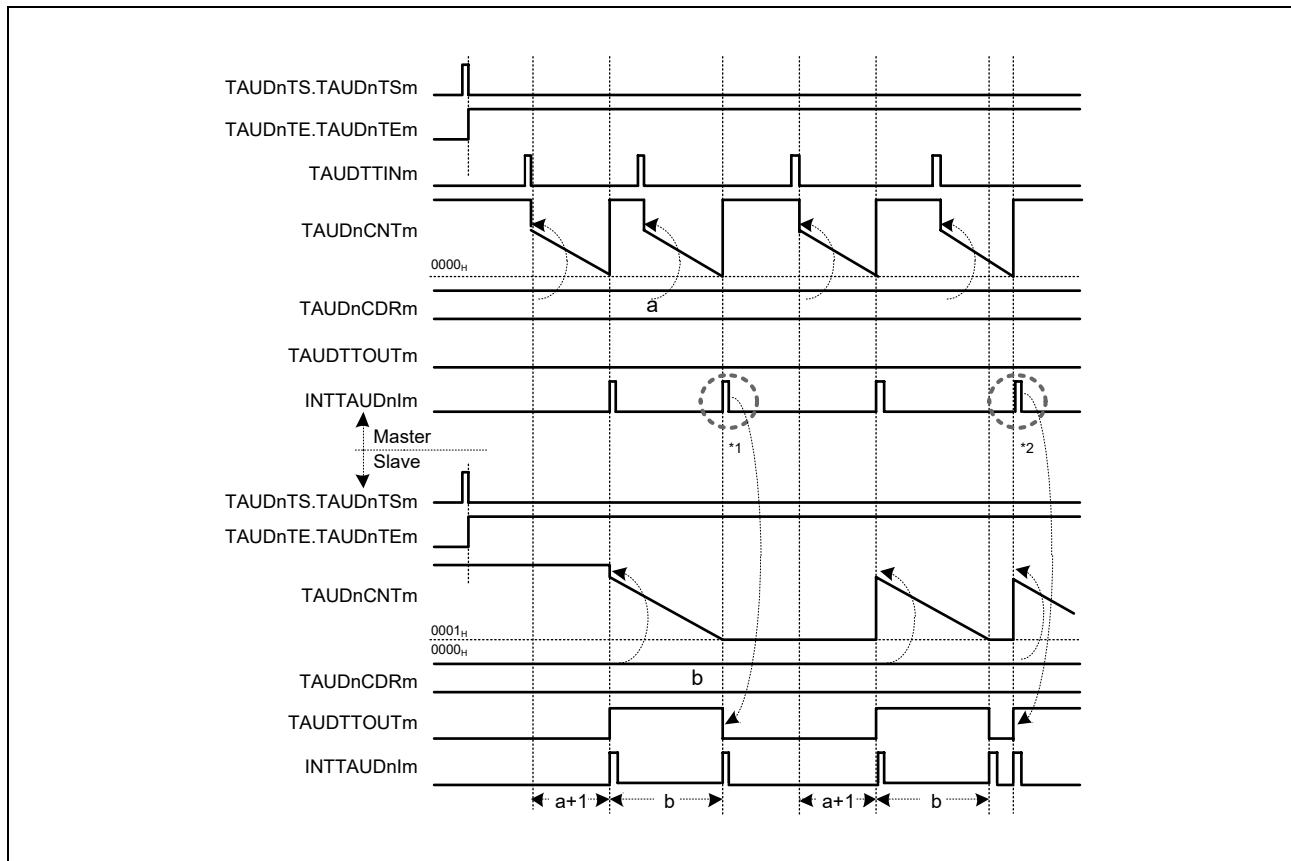 TAUDnTS.TAUDnTSm
TAUDnTE.TAUDnTEm
TAUDTTINm
TAUDnCNTm
0000H
TAUDnCDRm
a
TAUDTTOUTm
INTTAUDnIm
*1
*2
Master
Slave
TAUDnTS.TAUDnTSm
TAUDnTE.TAUDnTEm
TAUDnCNTm
0001H
0000H
TAUDnCDRm
b
TAUDTTOUTm
INTTAUDnIm
a+1 b a+1 b